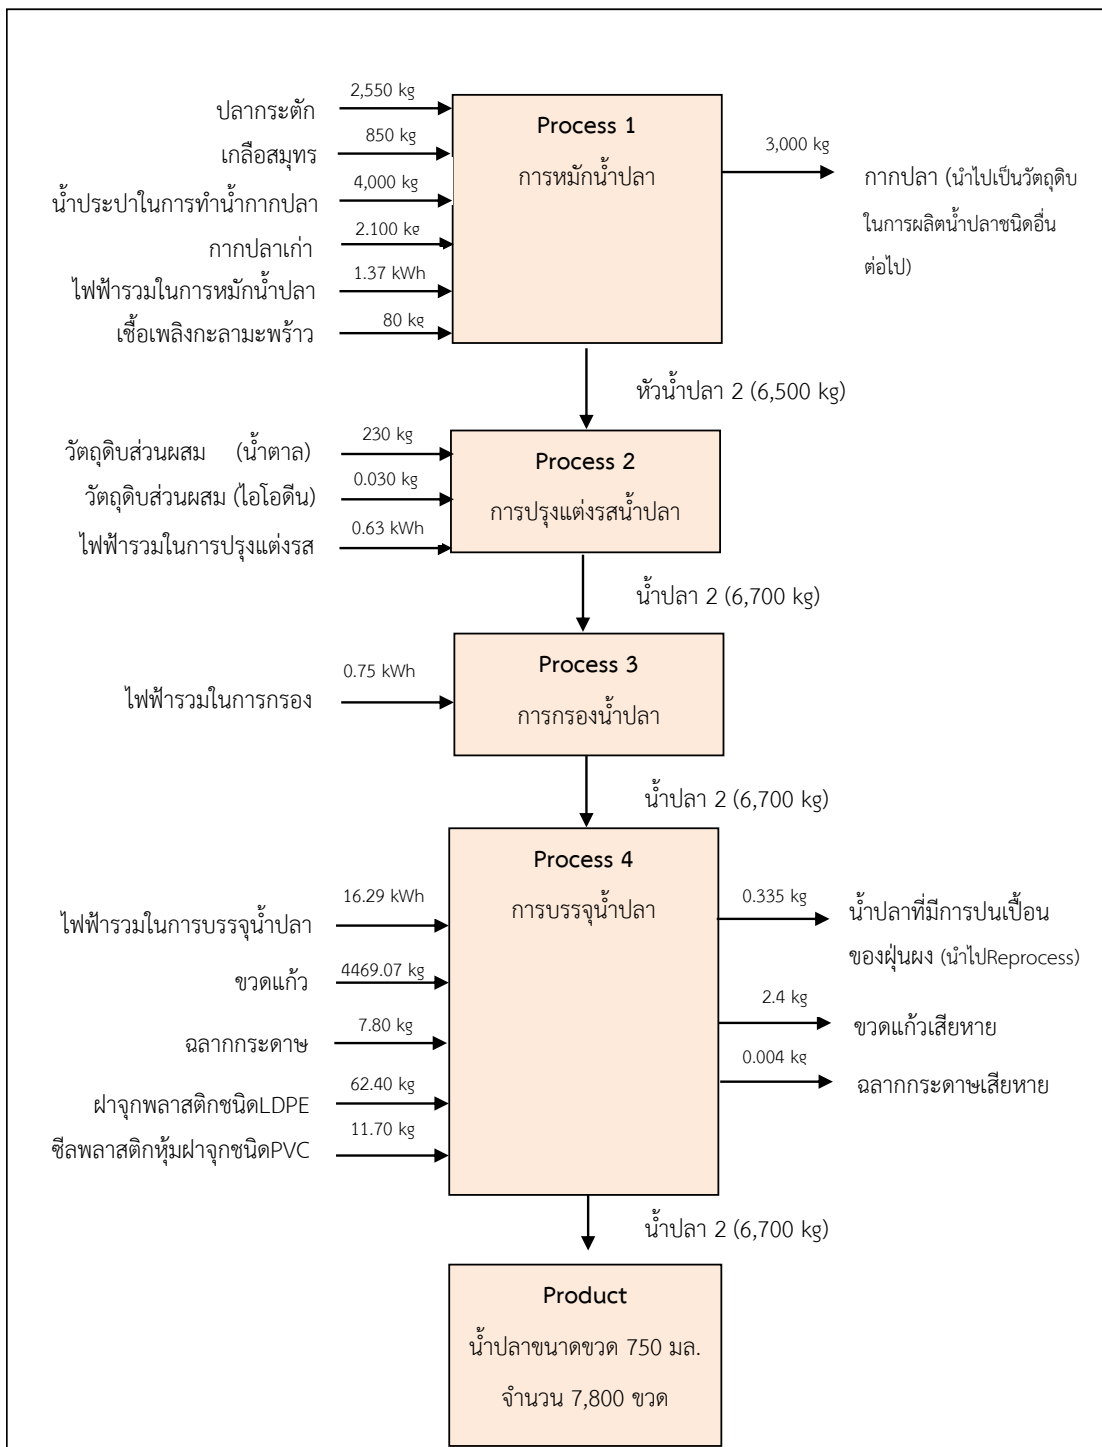 2,550 kg
ปลากระตัก
Process 1
850 kg
3,000 kg
เกลือสมุทร
การหมักน้ำปลา
4,000 kg
กากปลา (นำไปเป็นวัตถุดิบ
น้ำประปาในการทำน้ำกากปลา
ในการผลิตน้ำปลาชนิดอื่น
2.100 kg
กากปลาเก่า
ต่อไป)
1.37 kWh
ไฟฟ้ารวมในการหมักน้ำปลา
80 kg
เชื้อเพลิงกะลามะพร้าว
หัวน้ำปลา 2 (6,500 kg)
230 kg
วัตถุดิบส่วนผสม (น้ำตาล)
Process 2
0.030 kg
วัตถุดิบส่วนผสม (ไอโอดีน)
การปรุงแต่งรสน้ำปลา
0.63 kWh
ไฟฟ้ารวมในการปรุงแต่งรส
น้ำปลา 2 (6,700 kg)
Process 3
0.75 kWh
ไฟฟ้ารวมในการกรอง
การกรองน้ำปลา
น้ำปลา 2 (6,700 kg)
Process 4
16.29 kWh
การบรรจุน้ำปลา
0.335 kg
ไฟฟ้ารวมในการบรรจุน้ำปลา
น้ำปลาที่มีการปนเปื้อน
ของฝุ่นผง (นำไปReprocess)
4469.07 kg
ขวดแก้ว
2.4 kg
ขวดแก้วเสียหาย
7.80 kg
ฉลากกระดาษ
0.004 kg
ฉลากกระดาษเสียหาย
62.40 kg
ฝาจุกพลาสติกชนิดLDPE
11.70 kg
ซีลพลาสติกหุ้มฝาจุกชนิดPVC
น้ำปลา 2 (6,700 kg)
Product
น้ำปลาขนาดขวด 750 มล.
จำนวน 7,800 ขวด